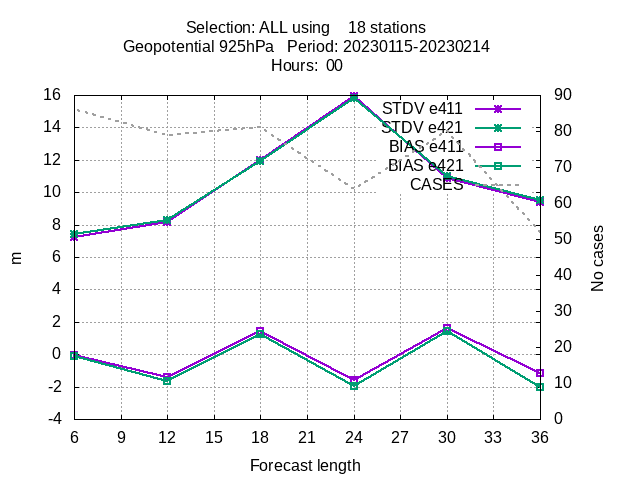 Selection: ALL using 18 stations
Geopotential 925hPa Period: 20230115-20230214
Hours: 00
STDV e411
STDV e421
BIAS e411
BIAS e421
CASES
16
14
12
10
8
6
4
2
0
-2
-4
90
80
70
60
50
40
30
20
10
0
m
No cases
6 9 12 15 18 21 24 27 30 33 36
Forecast length